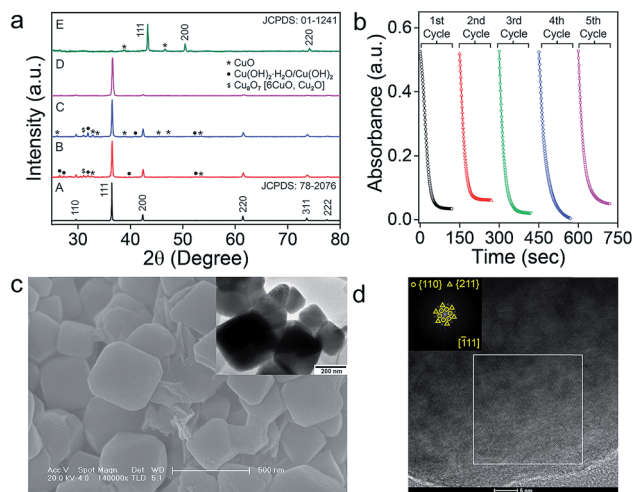 a
JCPDS: 01-1241
E
111
200
220
* CuO
● Cu(OH)₂·H₂O/Cu(OH)₂
$ Cu₈O₇ [6CuO, Cu₂O]
D
C
$
B
$
A
JCPDS: 78-2076
110
111
200
220
311
222
30 40 50 60 70 80
2θ (Degree)
Intensity (a.u.)
b
1st Cycle
2nd Cycle
3rd Cycle
4th Cycle
5th Cycle
0.6
0.4
0.2
0.0
0 150 300 450 600 750
Time (sec)
Absorbance (a.u.)
c
200 nm
Acc.V Spot Magn Det WD
20.0 kV 4.0 140000x TLD 5.1
500 nm
d
○ {110} △ {211}
[1̄11]
5 nm